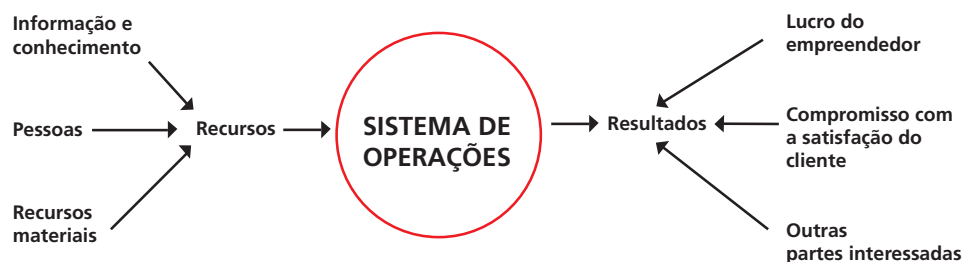 Informação e
conhecimento
Pessoas
Recursos
materiais
Recursos
SISTEMA DE
OPERAÇÕES
Resultados
Lucro do
empreendedor
Compromisso com
a satisfação do
cliente
Outras
partes interessadas